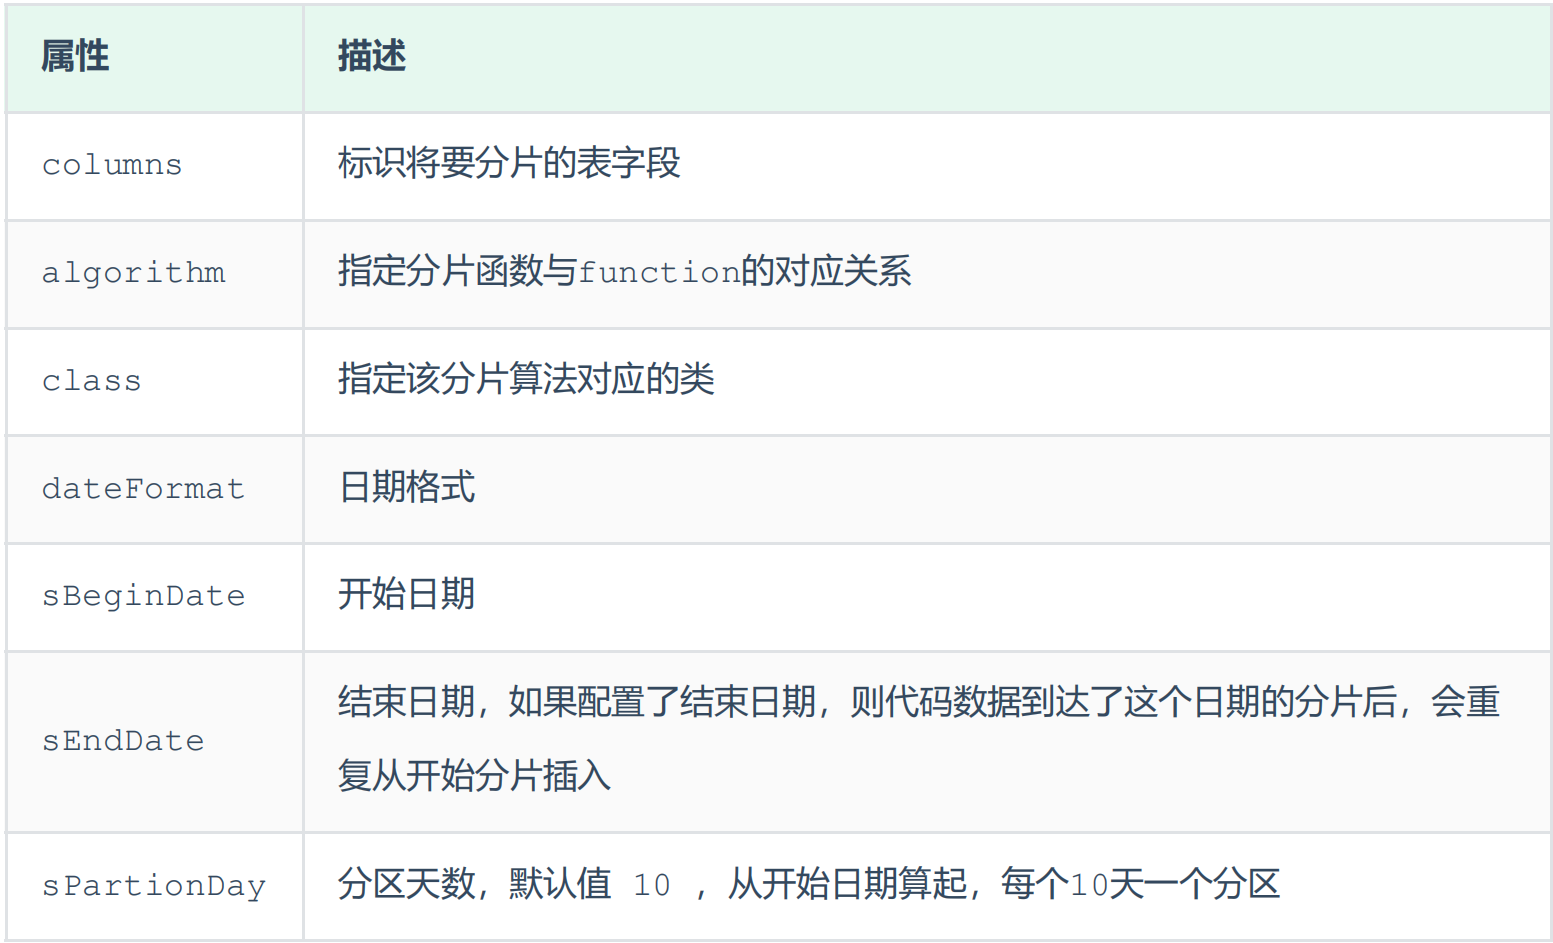 属性 描述
columns 标识将要分片的表字段
algorithm 指定分片函数与function的对应关系
class 指定该分片算法对应的类
dateFormat 日期格式
sBeginDate 开始日期
sEndDate 结束日期，如果配置了结束日期，则代码数据到达了这个日期的分片后，会重
复从开始分片插入
sPartionDay 分区天数，默认值 10 ，从开始日期算起，每个10天一个分区